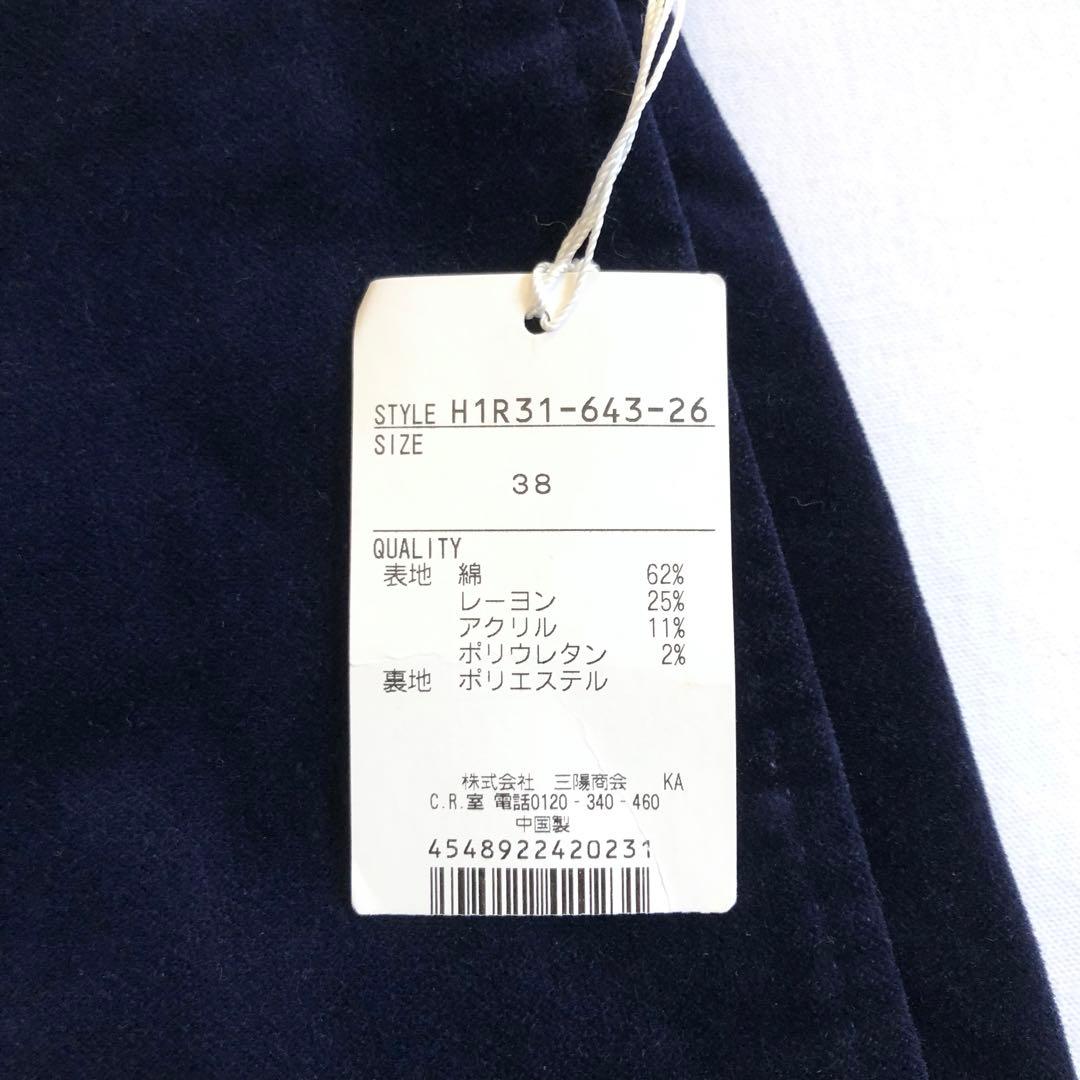 STYLE H1R31-643-26
SIZE
38
QUALITY
表地 綿 62%
レーヨン 25%
アクリル 11%
ポリウレタン 2%
裏地 ポリエステル
株式会社 三陽商会 KA
C.R.室 電話0120-340-460
中国製
4548922420231